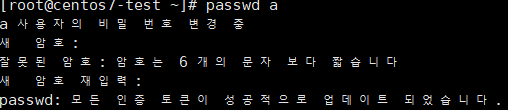 [root@centos7-test ~]# passwd a
a 사용자의 비밀 번호 변경 중
새  암호:
잘못된 암호: 암호는 6 개의 문자 보다 짧습니다
새  암호 재입력:
passwd: 모든 인증 토큰이 성공적으로 업데이트 되었습니다.